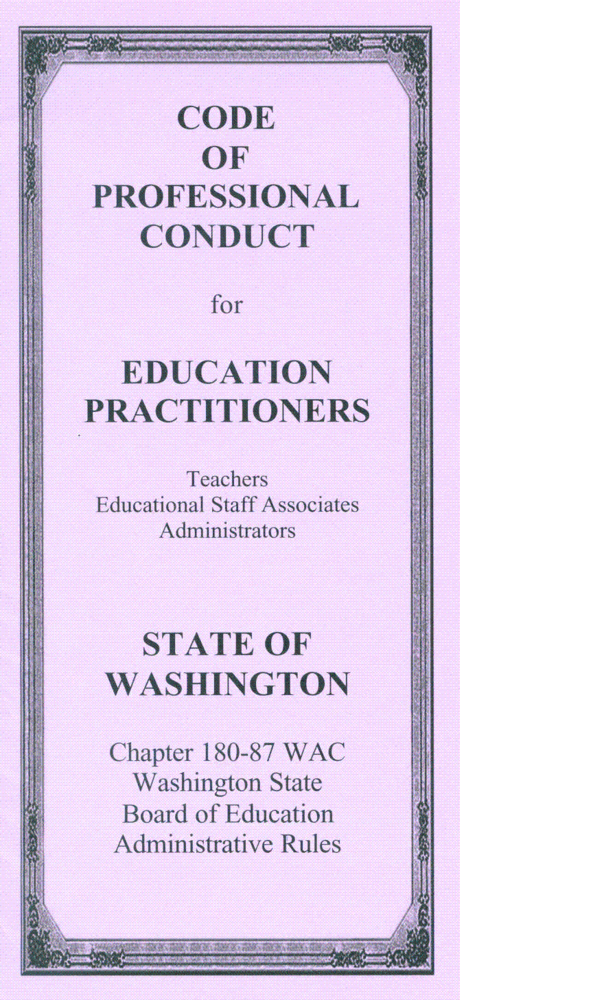 CODE
OF
PROFESSIONAL
CONDUCT
for
EDUCATION
PRACTITIONERS
Teachers
Educational Staff Associates
Administrators
STATE OF
WASHINGTON
Chapter 180-87 WAC
Washington State
Board of Education
Administrative Rules